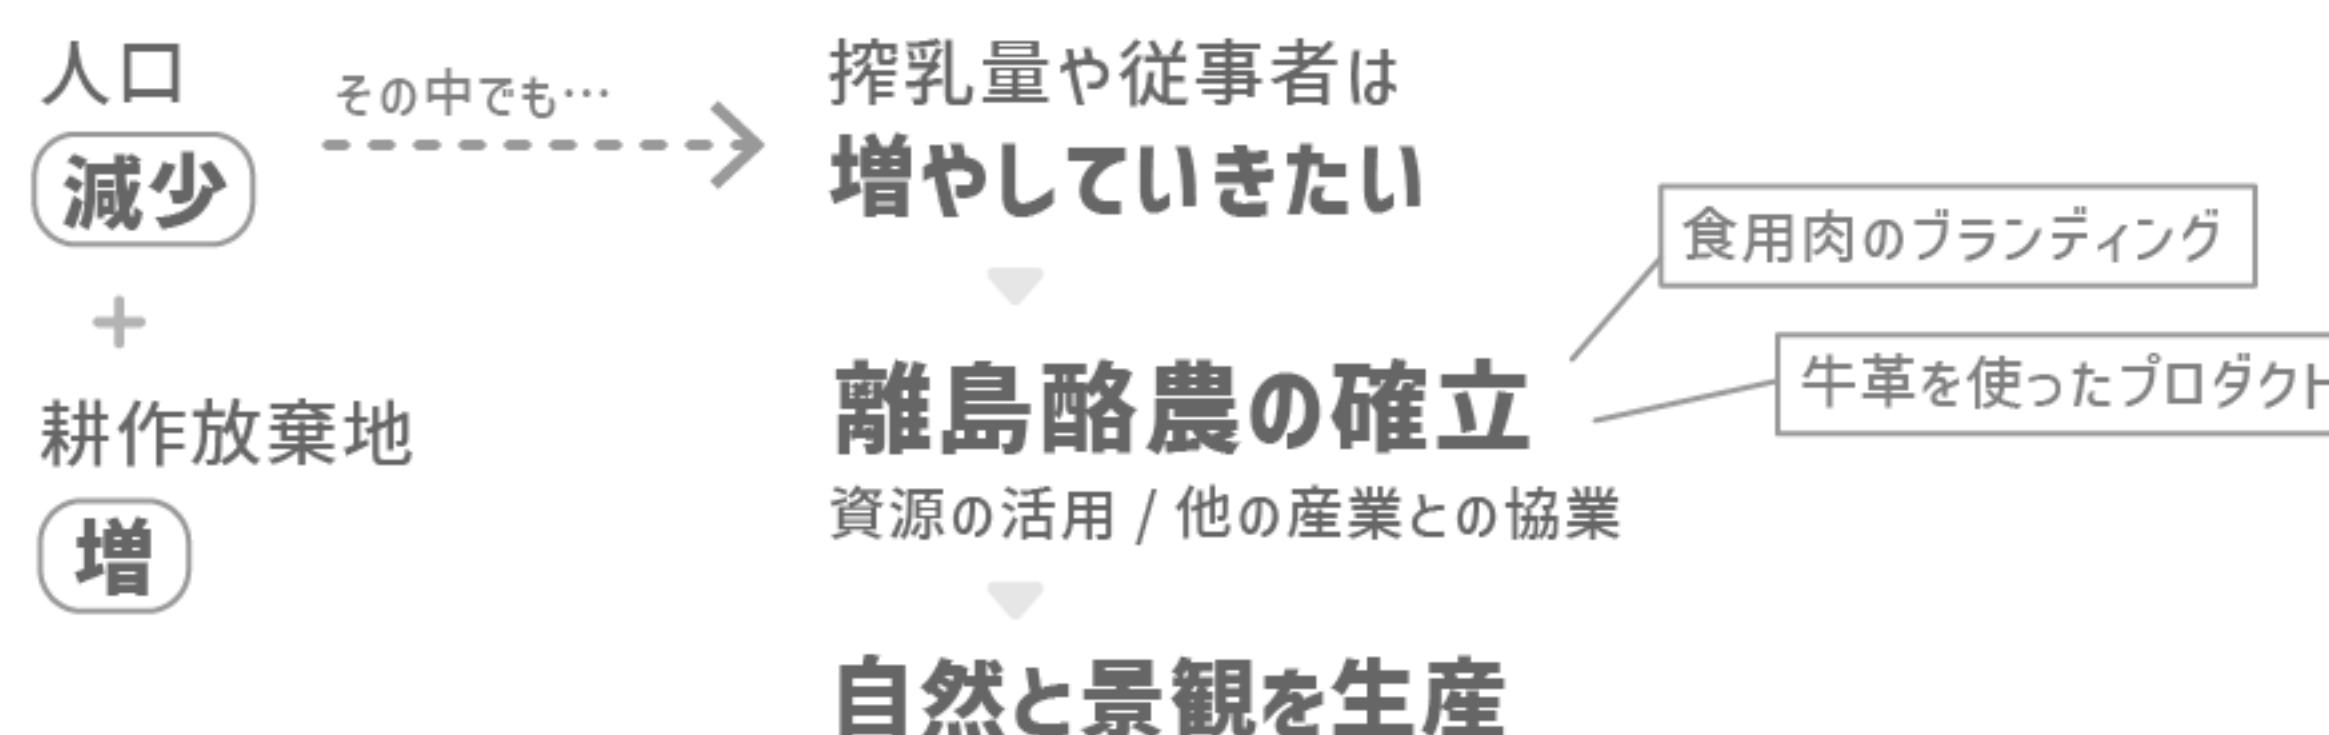 人口
減少
+
耕作放棄地
増
その中でも…
搾乳量や従事者は
増やしていきたい
離島酪農の確立
資源の活用 / 他の産業との協業
自然と景観を生産
食用肉のブランディング
牛革を使ったプロダクト